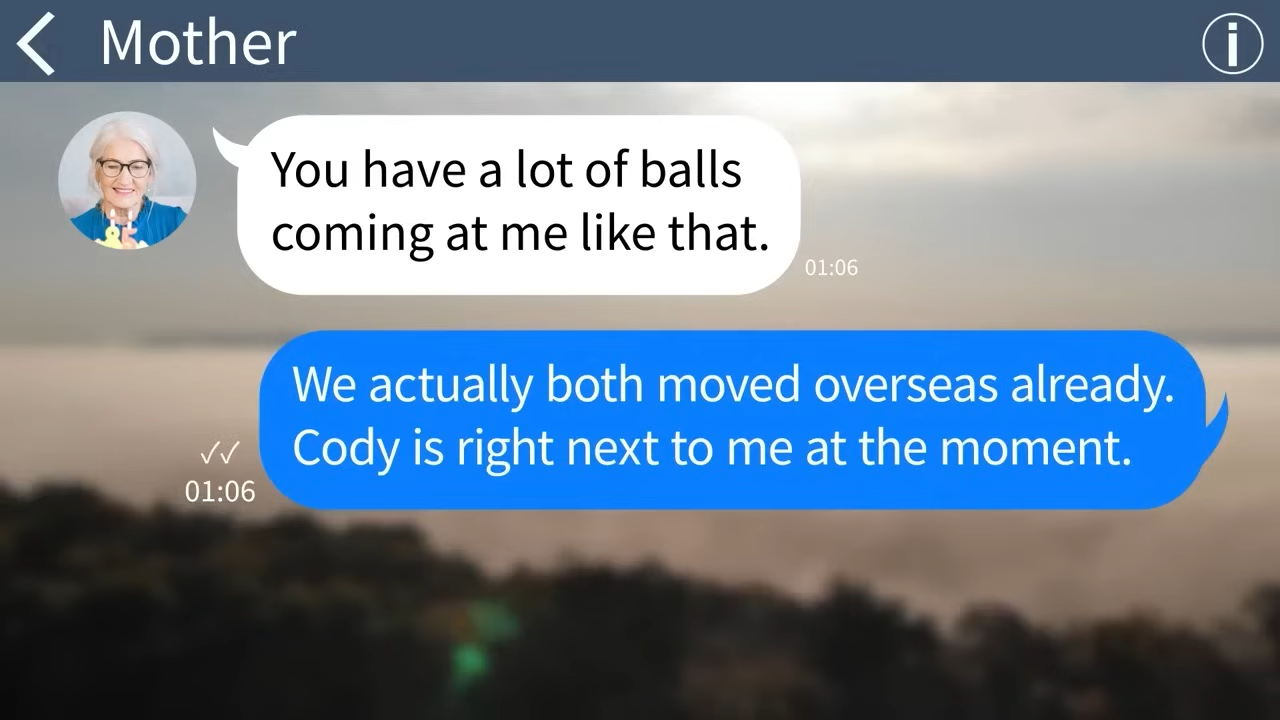 Mother
You have a lot of balls
coming at me like that.
01:06
We actually both moved overseas already.
Cody is right next to me at the moment.
01:06